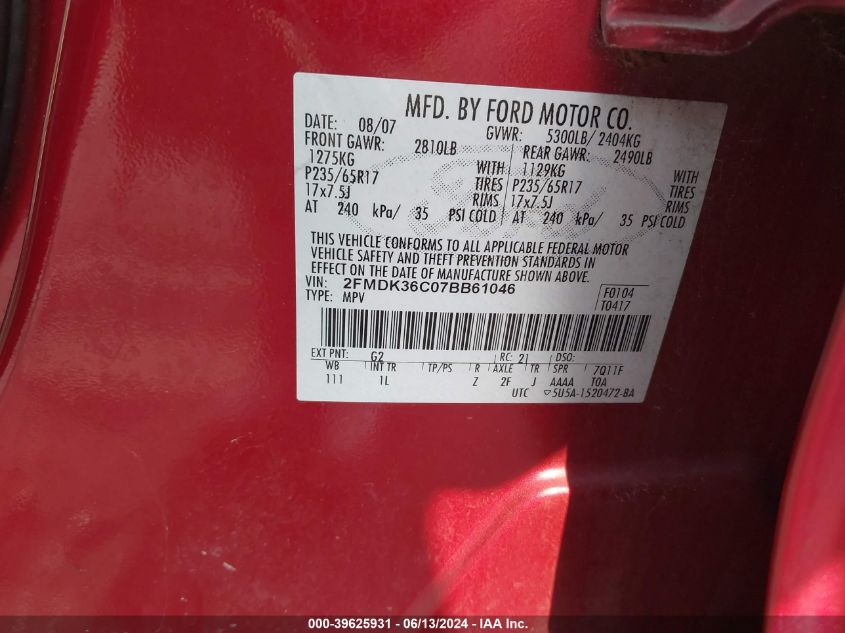 MFD. BY FORD MOTOR CO.
DATE: 08/07 GVWR: 5300LB/ 2404KG
FRONT GAWR: 2810LB REAR GAWR: 2490LB
1275KG WITH 1129KG WITH
P235/65R17 TIRES P235/65R17 TIRES
17x7.5J RIMS 17x7.5J RIMS
AT 240 kPa/ 35 PSI COLD AT 240 kPa/ 35 PSI COLD
THIS VEHICLE CONFORMS TO ALL APPLICABLE FEDERAL MOTOR
VEHICLE SAFETY AND THEFT PREVENTION STANDARDS IN
EFFECT ON THE DATE OF MANUFACTURE SHOWN ABOVE.
VIN: 2FMDK36C07BB61046 F0104
TYPE: MPV T0417
EXT PNT: G2 RC: 21 DSO:
WB INT TR TP/PS R AXLE TR SPR 7Q11F
111 1L Z 2F J AAAA T0A
UTC ▽5U5A-1520472-BA
Ford
000-39625931 - 06/13/2024 - IAA Inc.